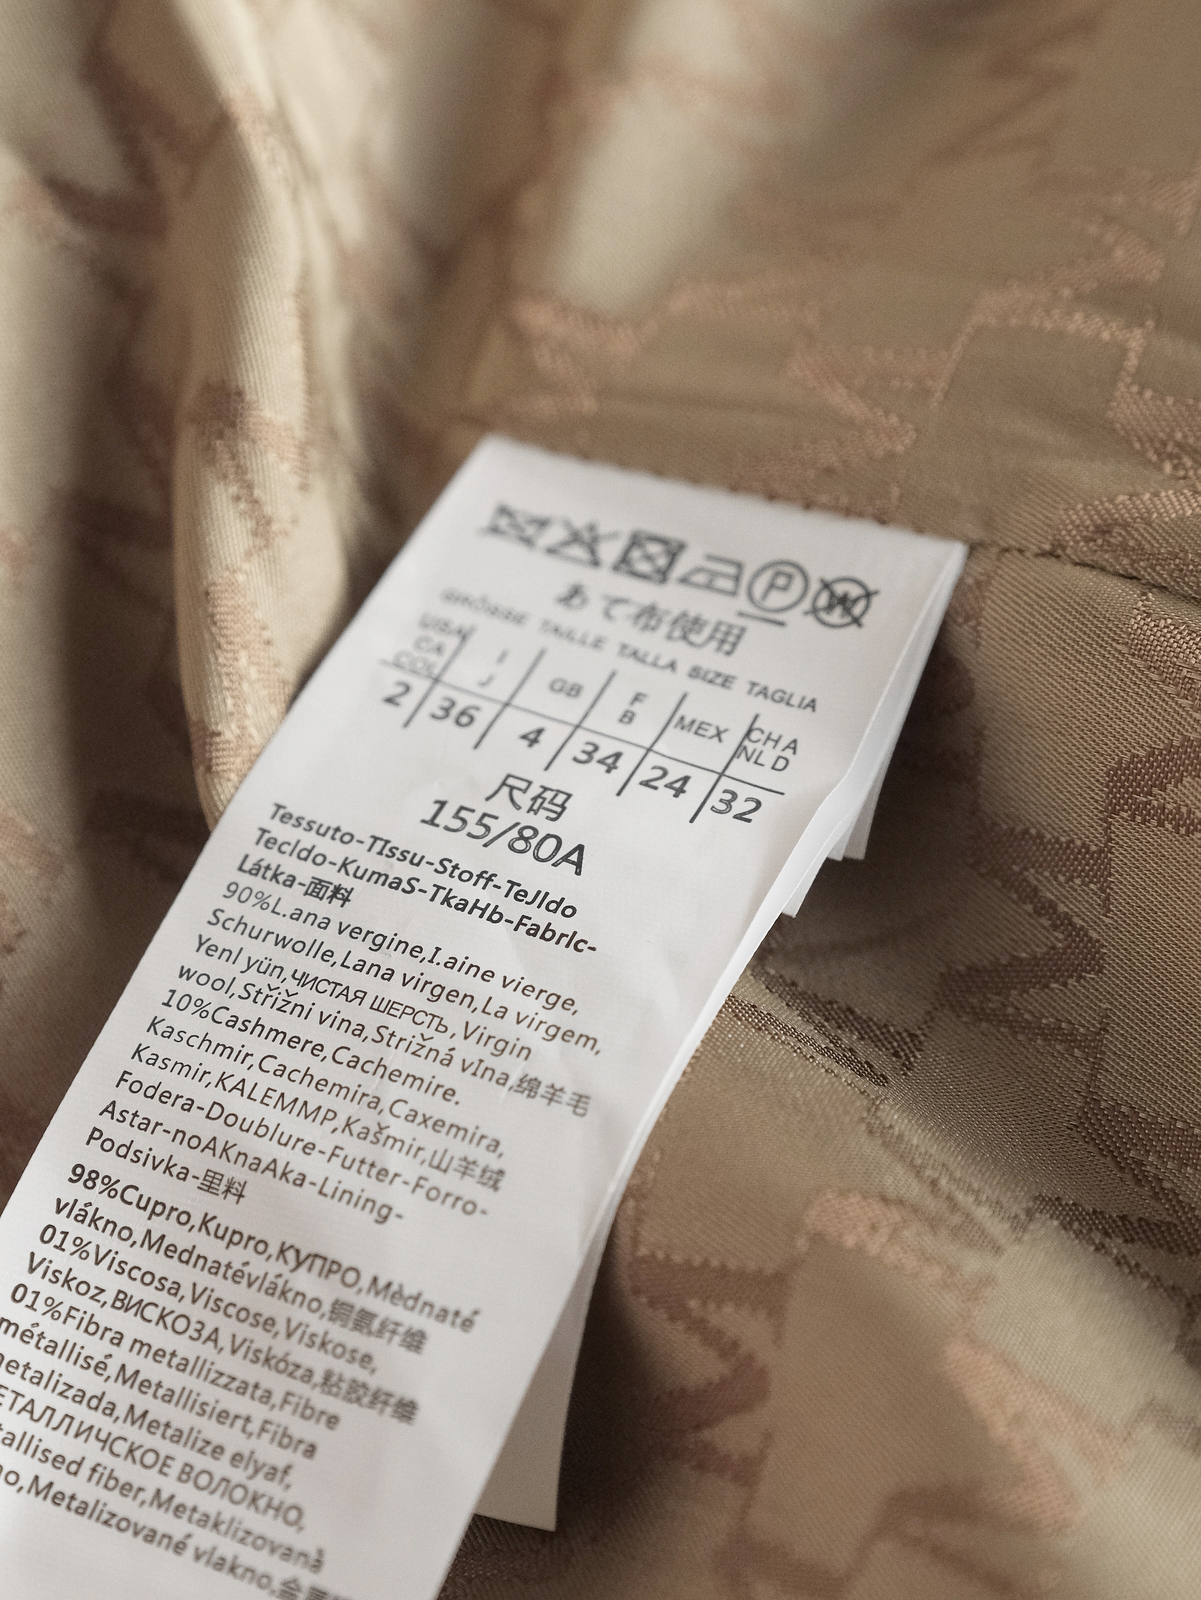 P W
あて布使用
GRÖSSE TAILLE TALLA SIZE TAGLIA
USA CA COL I J GB F B MEX CH A NL D
2 36 4 34 24 32
尺码
155/80A
Tessuto-TIssu-Stoff-TeJldo
Tecldo-KumaS-TkaHb-Fabrlc-
Látka-面料
90%L.ana vergine,I.aine vierge,
Schurwolle,Lana virgen,La virgem,
Yenl yün,ЧИСТАЯ ШЕРСТЬ,Virgin
wool,Střižni vina,Strižná vIna,绵羊毛
10%Cashmere,Cachemire.
Kaschmir,Cachemira,Caxemira,
Kasmir,KALEMMP,Kašmir,山羊绒
Fodera-Doublure-Futter-Forro-
Astar-noAKnaAka-Lining-
Podsivka-里料
98%Cupro,Kupro,КУПРО,Mèdnaté
vlákno,Mednatévlákno,铜氨纤维
01%Viscosa,Viscose,Viskose,
Viskoz,ВИСКОЗА,Viskóza,粘胶纤维
01%Fibra metallizzata,Fibre
métallisé,Metallisiert,Fibra
metalizada,Metalize elyaf,
ЕТАЛЛИЧСКОЕ ВОЛОКНО,
tallised fiber,Metaklizovaná
no,Metalizované vlakno,金属